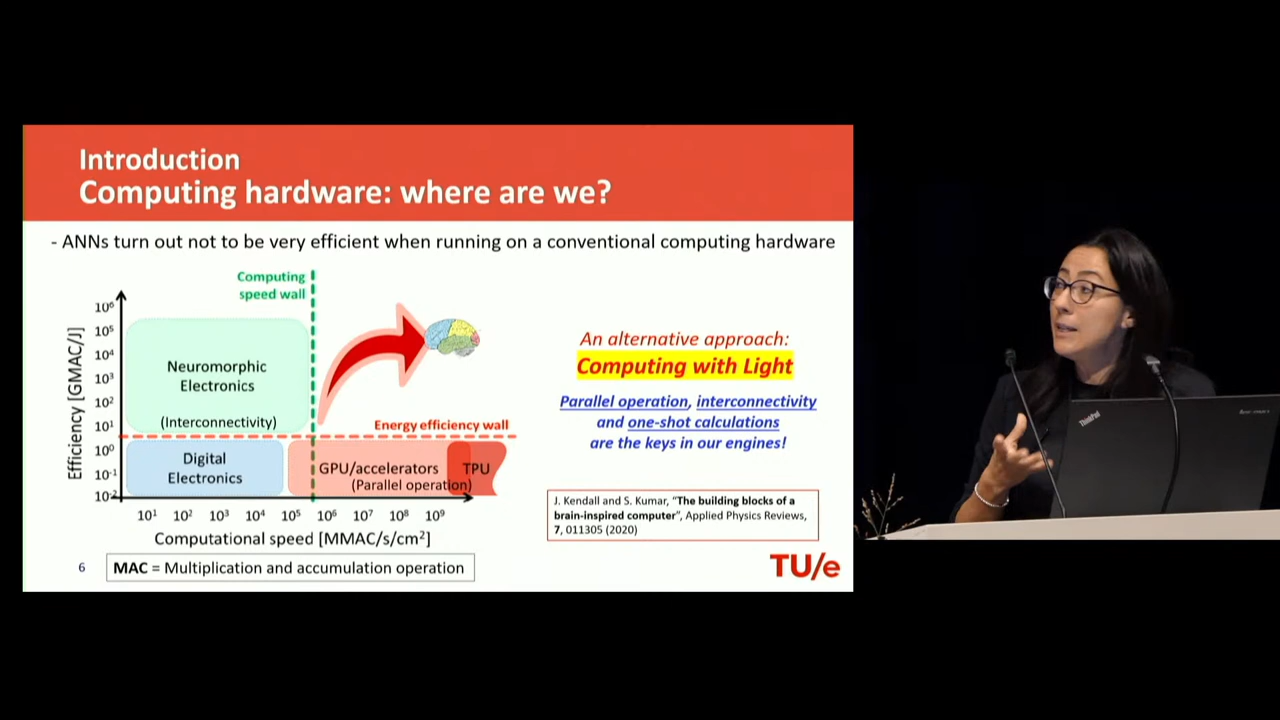 Introduction
Computing hardware: where are we?
- ANNs turn out not to be very efficient when running on a conventional computing hardware
Computing
speed wall
Efficiency [GMAC/J]
10⁶
10⁵
10⁴
10³
10²
10¹
10⁰
10⁻¹
10⁻²
Neuromorphic
Electronics
(Interconnectivity)
Energy efficiency wall
Digital
Electronics
GPU/accelerators
(Parallel operation)
TPU
10¹ 10² 10³ 10⁴ 10⁵ 10⁶ 10⁷ 10⁸ 10⁹
Computational speed [MMAC/s/cm²]
An alternative approach:
Computing with Light
Parallel operation, interconnectivity
and one-shot calculations
are the keys in our engines!
J. Kendall and S. Kumar, "The building blocks of a
brain-inspired computer", Applied Physics Reviews,
7, 011305 (2020)
6
MAC = Multiplication and accumulation operation
TU/e
ThinkPad